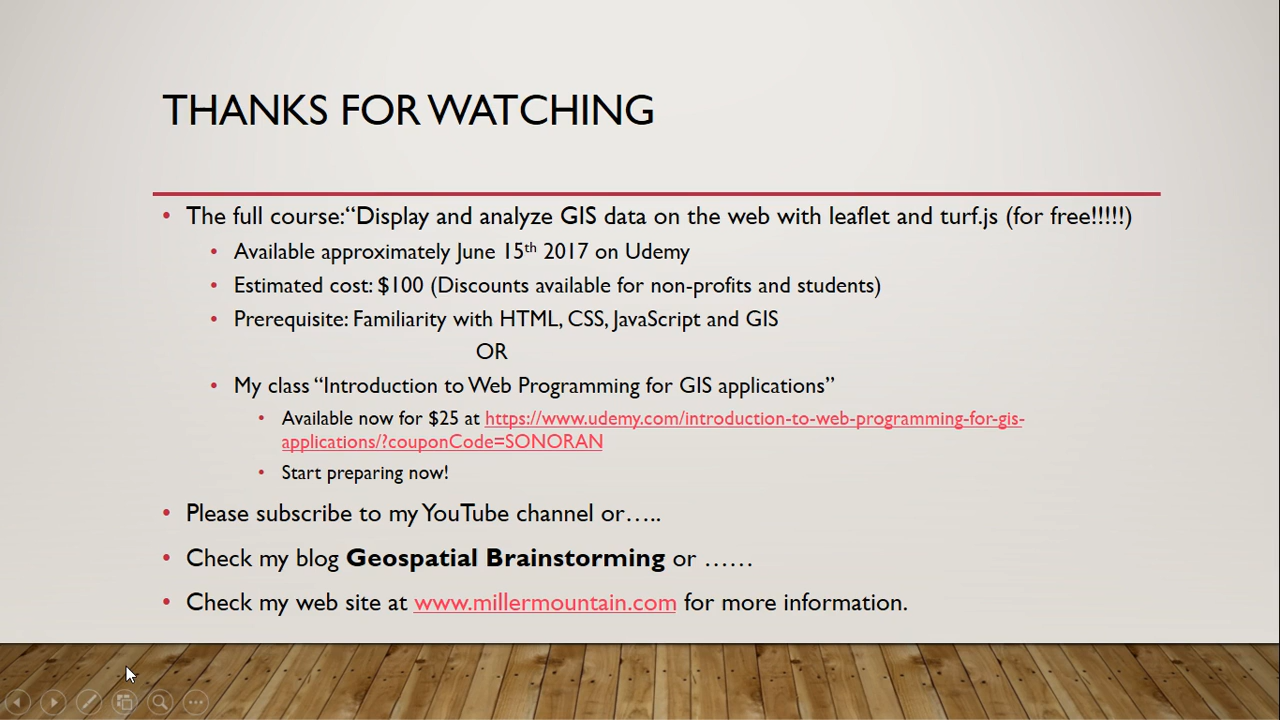 THANKS FOR WATCHING
• The full course:“Display and analyze GIS data on the web with leaflet and turf.js (for free!!!!!)
• Available approximately June 15th 2017 on Udemy
• Estimated cost: $100 (Discounts available for non-profits and students)
• Prerequisite: Familiarity with HTML, CSS, JavaScript and GIS
OR
• My class “Introduction to Web Programming for GIS applications”
• Available now for $25 at https://www.udemy.com/introduction-to-web-programming-for-gis-
applications/?couponCode=SONORAN
• Start preparing now!
• Please subscribe to my YouTube channel or…..
• Check my blog Geospatial Brainstorming or ……
• Check my web site at www.millermountain.com for more information.